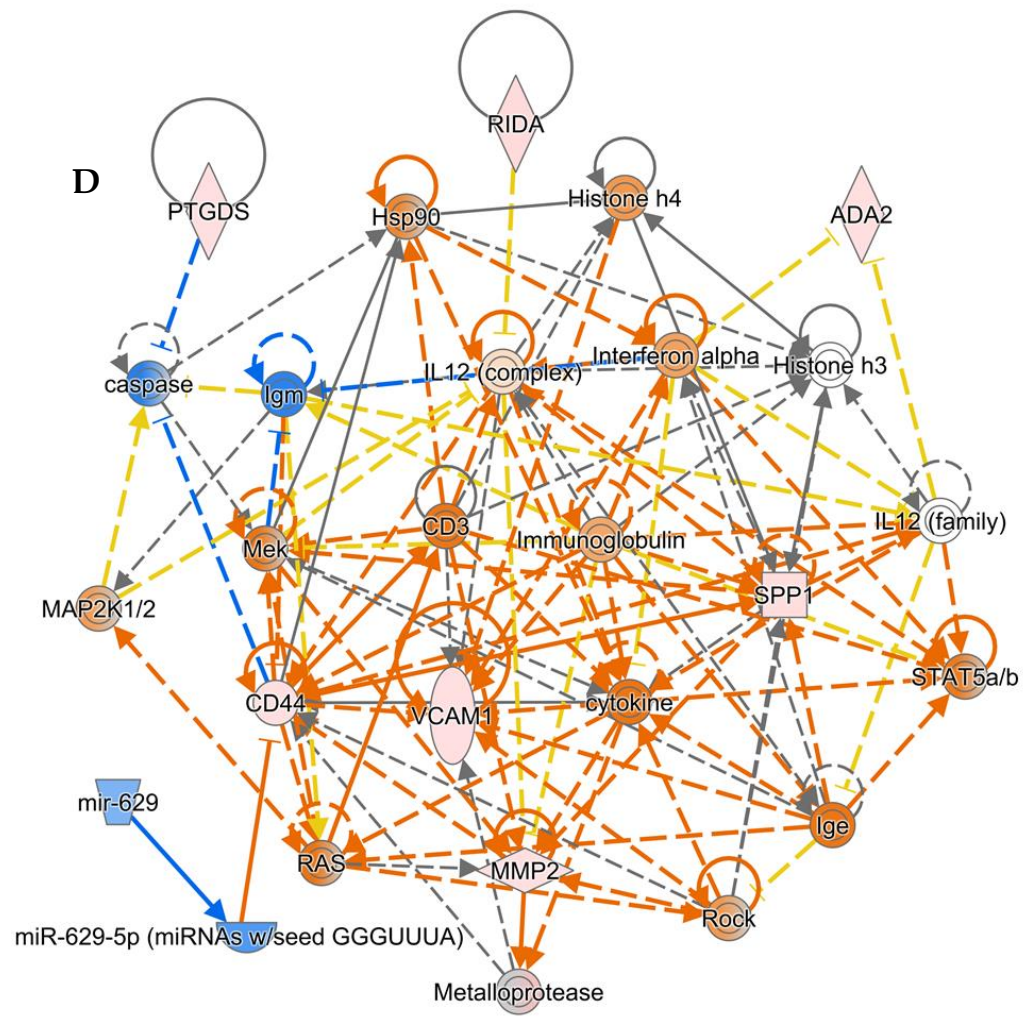 RIDA
D
PTGDS
Hsp90
Histone h4
ADA2
caspase
Igm
IL12 (complex)
Interferon alpha
Histone h3
Mek
CD3
Immunoglobulin
IL12 (family)
MAP2K1/2
SPP1
CD44
VCAM1
cytokine
STAT5a/b
mir-629
RAS
MMP2
Ige
Rock
miR-629-5p (miRNAs w/seed GGGUUUA)
Metalloprotease